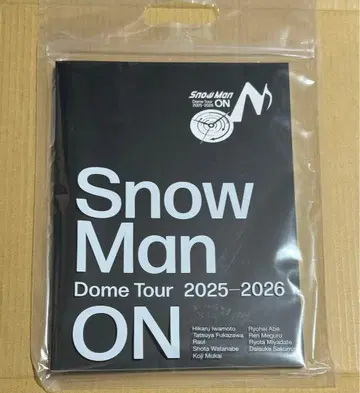 Snow Man
Dome Tour
2025-2026
ON
Snow
Man
Dome Tour 2025-2026
ON
Hikaru Iwamoto
Tatsuya Fukazawa
Raul
Shota Watanabe
Koji Mukai
Ryohei Abe
Ren Meguro
Ryota Miyadate
Daisuke Sakuma